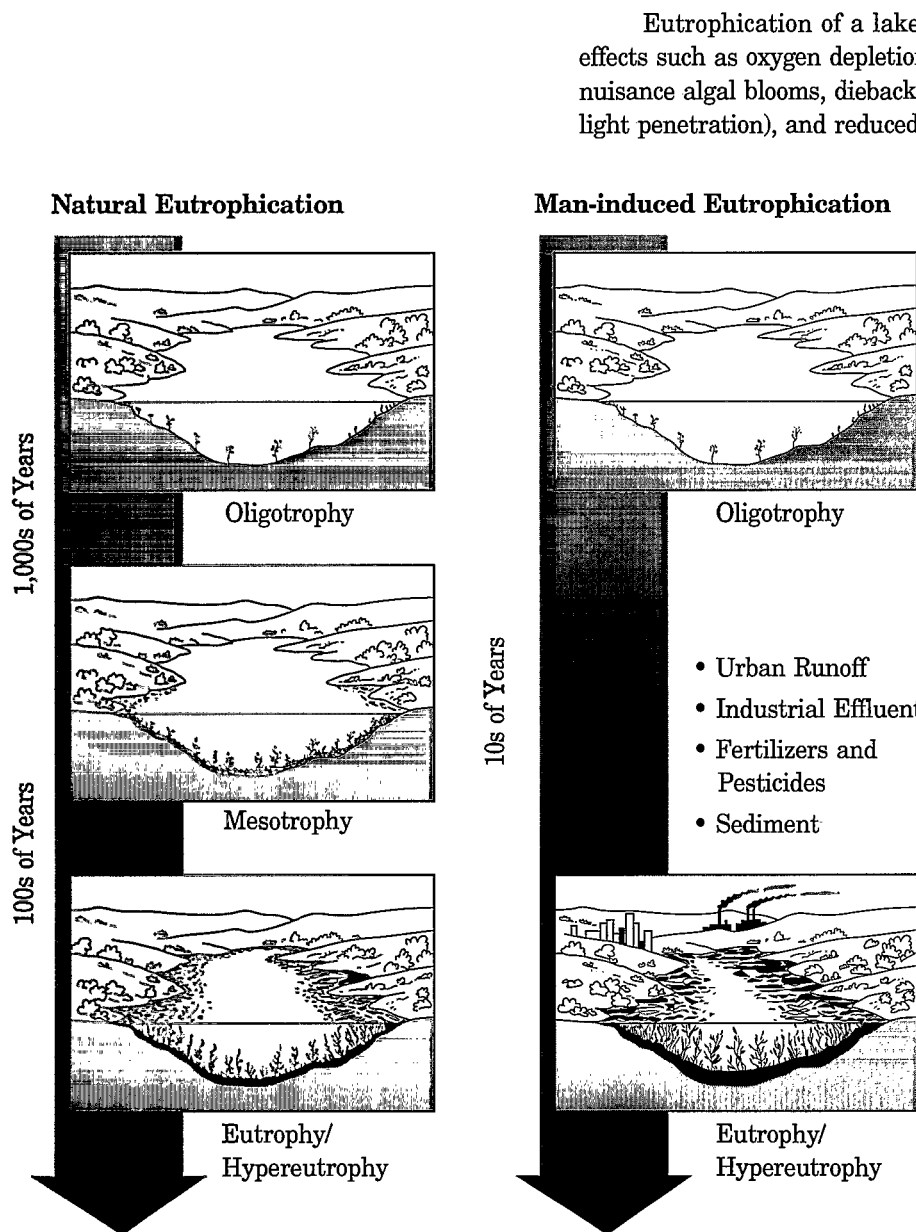 Eutrophication of a lake
effects such as oxygen depletion
nuisance algal blooms, dieback
light penetration), and reduced
Natural Eutrophication
1,000s of Years
Oligotrophy
Mesotrophy
100s of Years
Eutrophy/
Hypereutrophy
Man-induced Eutrophication
Oligotrophy
10s of Years
• Urban Runoff
• Industrial Effluent
• Fertilizers and
Pesticides
• Sediment
Eutrophy/
Hypereutrophy